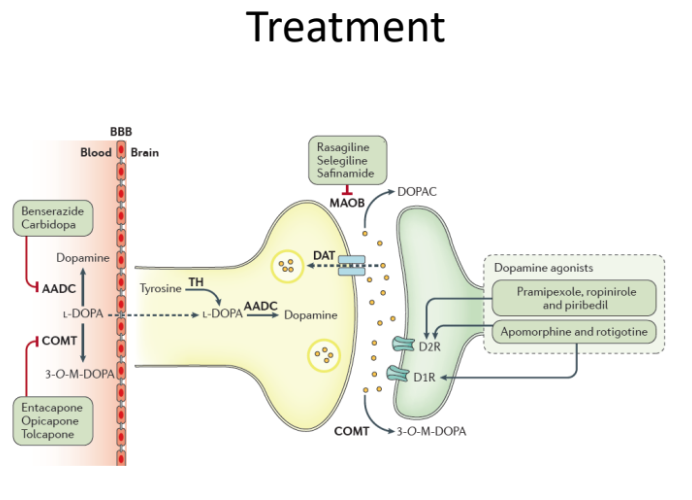 Treatment
BBB
Blood
Brain
Benserazide
Carbidopa
Dopamine
AADC
L-DOPA
COMT
3-O-M-DOPA
Entacapone
Opicapone
Tolcapone
Tyrosine
TH
L-DOPA
AADC
Dopamine
Rasagiline
Selegiline
Safinamide
MAOB
DOPAC
DAT
D2R
D1R
COMT
3-O-M-DOPA
Dopamine agonists
Pramipexole, ropinirole
and piribedil
Apomorphine and rotigotine